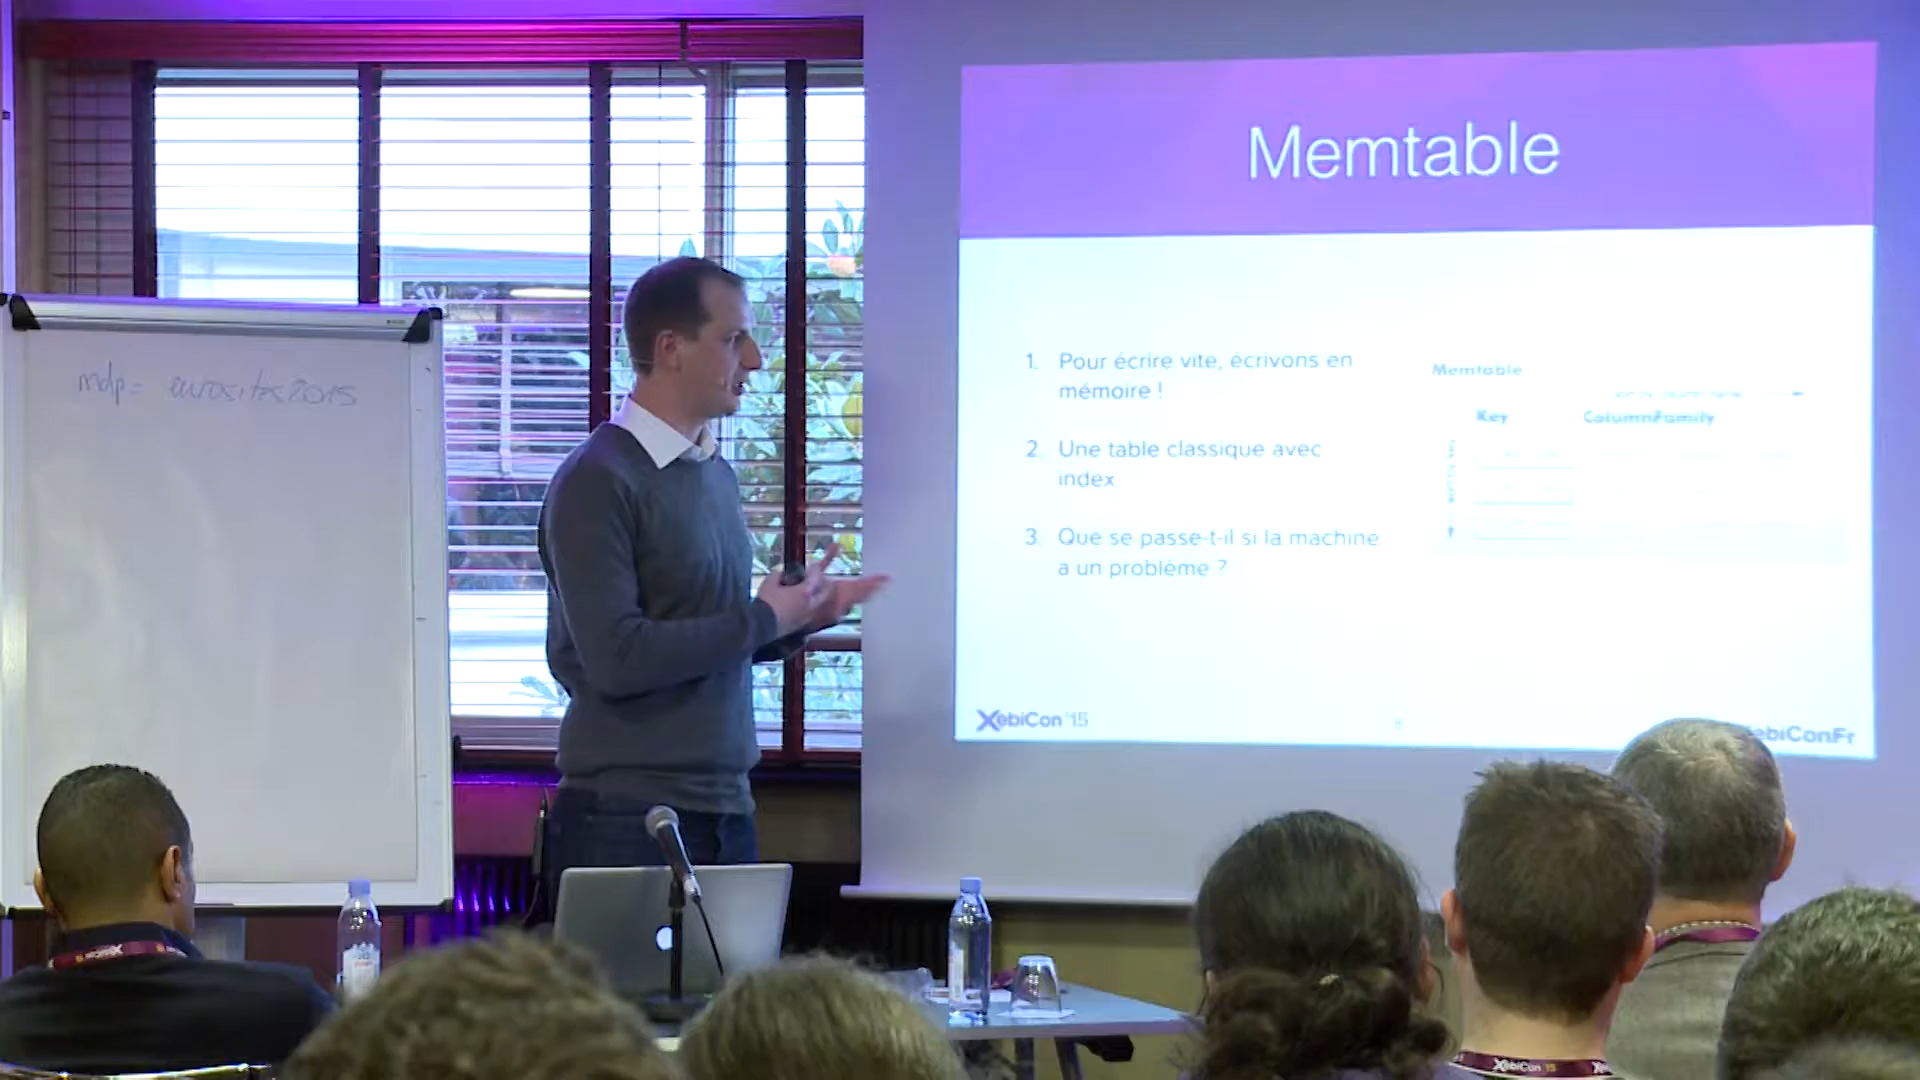 mdp = eurosites2015
Memtable
1. Pour écrire vite, écrivons en
mémoire !
2. Une table classique avec
index
3. Que se passe-t-il si la machine
a un problème ?
Memtable
Key ColumnFamily
XebiCon '15
ebiConFr
XebiCon 15